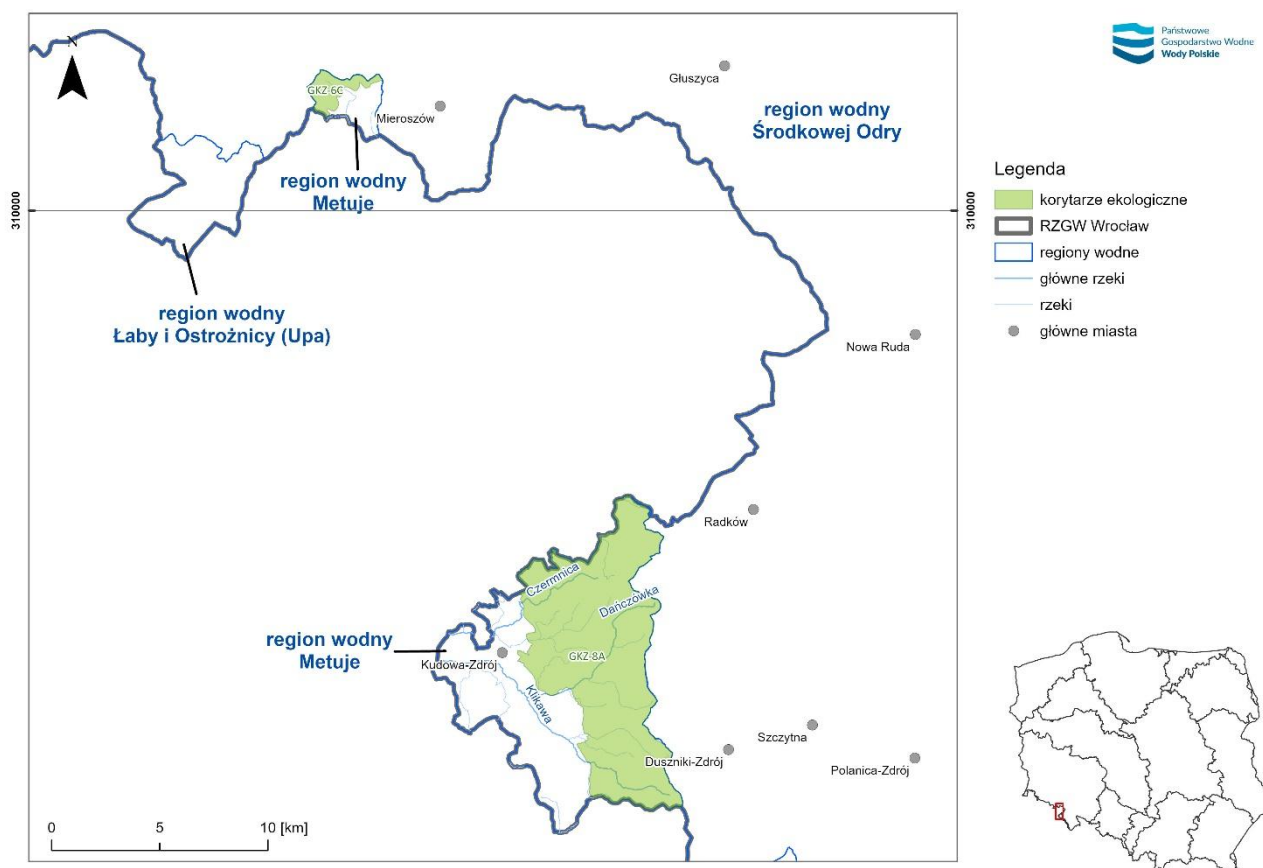 Państwowe
Gospodarstwo Wodne
Wody Polskie
N
GKZ-6C
Mieroszów
Głuszyca
region wodny
Środkowej Odry
region wodny
Metuje
310000
310000
region wodny
Łaby i Ostrożnicy (Upa)
Nowa Ruda
Radków
Czermnica
Dańczówka
region wodny
Metuje
Kudowa-Zdrój
GKZ-8A
Klikawa
Szczytna
Duszniki-Zdrój
Polanica-Zdrój
0 5 10 [km]
Legenda
korytarze ekologiczne
RZGW Wrocław
regiony wodne
główne rzeki
rzeki
główne miasta